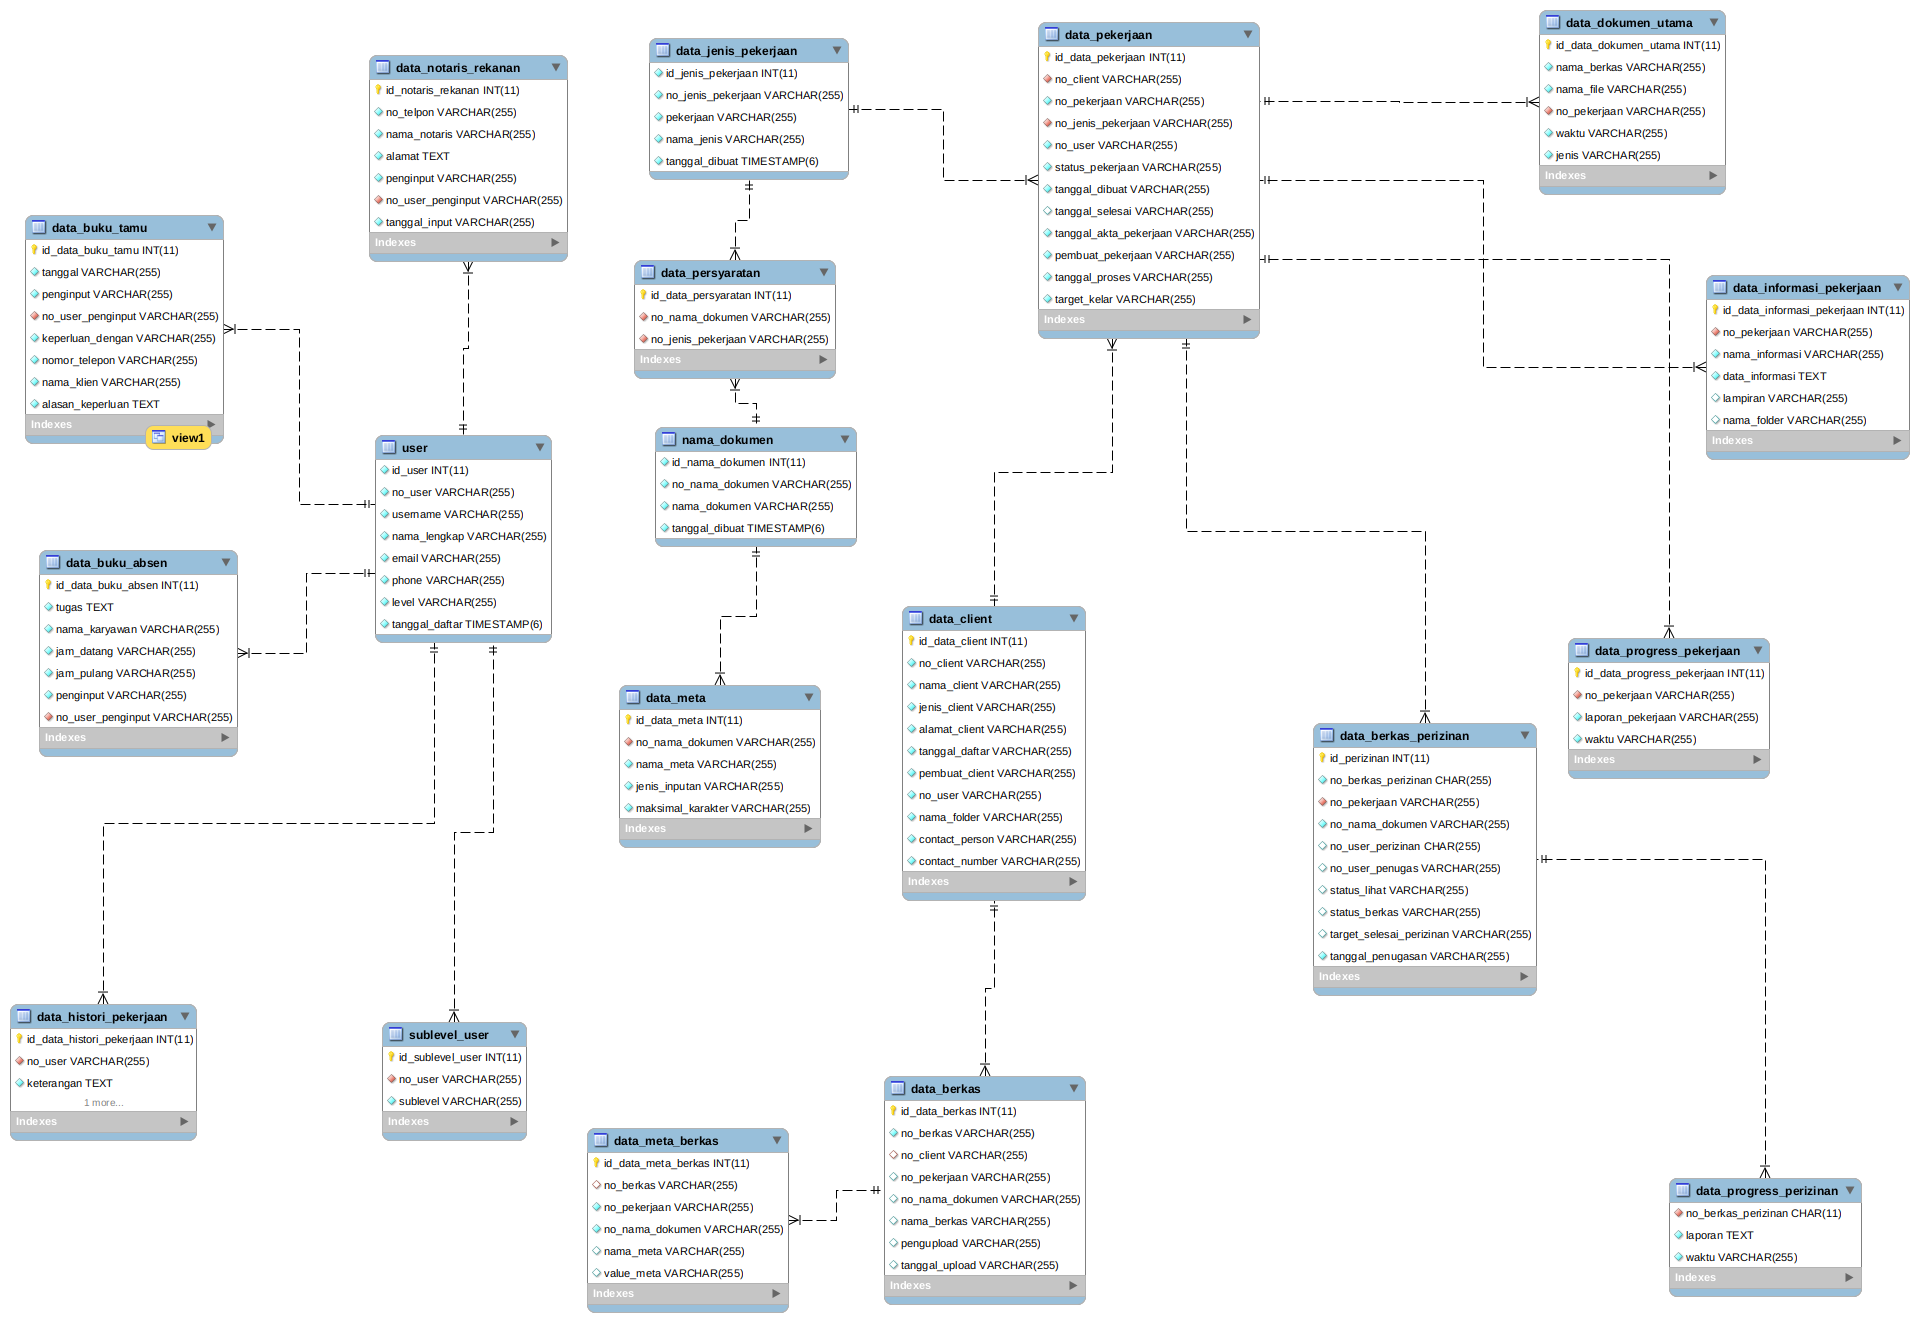 data_notaris_rekanan
id_notaris_rekanan INT(11)
no_telpon VARCHAR(255)
nama_notaris VARCHAR(255)
alamat TEXT
penginput VARCHAR(255)
no_user_penginput VARCHAR(255)
tanggal_input VARCHAR(255)
Indexes
data_jenis_pekerjaan
id_jenis_pekerjaan INT(11)
no_jenis_pekerjaan VARCHAR(255)
pekerjaan VARCHAR(255)
nama_jenis VARCHAR(255)
tanggal_dibuat TIMESTAMP(6)
data_pekerjaan
id_data_pekerjaan INT(11)
no_client VARCHAR(255)
no_pekerjaan VARCHAR(255)
no_jenis_pekerjaan VARCHAR(255)
no_user VARCHAR(255)
status_pekerjaan VARCHAR(255)
tanggal_dibuat VARCHAR(255)
tanggal_selesai VARCHAR(255)
tanggal_akta_pekerjaan VARCHAR(255)
pembuat_pekerjaan VARCHAR(255)
tanggal_proses VARCHAR(255)
target_kelar VARCHAR(255)
Indexes
data_dokumen_utama
id_data_dokumen_utama INT(11)
nama_berkas VARCHAR(255)
nama_file VARCHAR(255)
no_pekerjaan VARCHAR(255)
waktu VARCHAR(255)
jenis VARCHAR(255)
Indexes
data_buku_tamu
id_data_buku_tamu INT(11)
tanggal VARCHAR(255)
penginput VARCHAR(255)
no_user_penginput VARCHAR(255)
keperluan_dengan VARCHAR(255)
nomor_telepon VARCHAR(255)
nama_klien VARCHAR(255)
alasan_keperluan TEXT
Indexes
view1
data_persyaratan
id_data_persyaratan INT(11)
no_nama_dokumen VARCHAR(255)
no_jenis_pekerjaan VARCHAR(255)
Indexes
data_informasi_pekerjaan
id_data_informasi_pekerjaan INT(11)
no_pekerjaan VARCHAR(255)
nama_informasi VARCHAR(255)
data_informasi TEXT
lampiran VARCHAR(255)
nama_folder VARCHAR(255)
Indexes
user
id_user INT(11)
no_user VARCHAR(255)
username VARCHAR(255)
nama_lengkap VARCHAR(255)
email VARCHAR(255)
phone VARCHAR(255)
level VARCHAR(255)
tanggal_daftar TIMESTAMP(6)
nama_dokumen
id_nama_dokumen INT(11)
no_nama_dokumen VARCHAR(255)
nama_dokumen VARCHAR(255)
tanggal_dibuat TIMESTAMP(6)
data_buku_absen
id_data_buku_absen INT(11)
tugas TEXT
nama_karyawan VARCHAR(255)
jam_datang VARCHAR(255)
jam_pulang VARCHAR(255)
penginput VARCHAR(255)
no_user_penginput VARCHAR(255)
Indexes
data_meta
id_data_meta INT(11)
no_nama_dokumen VARCHAR(255)
nama_meta VARCHAR(255)
jenis_inputan VARCHAR(255)
maksimal_karakter VARCHAR(255)
Indexes
data_client
id_data_client INT(11)
no_client VARCHAR(255)
nama_client VARCHAR(255)
jenis_client VARCHAR(255)
alamat_client VARCHAR(255)
tanggal_daftar VARCHAR(255)
pembuat_client VARCHAR(255)
no_user VARCHAR(255)
nama_folder VARCHAR(255)
contact_person VARCHAR(255)
contact_number VARCHAR(255)
Indexes
data_progress_pekerjaan
id_data_progress_pekerjaan INT(11)
no_pekerjaan VARCHAR(255)
laporan_pekerjaan VARCHAR(255)
waktu VARCHAR(255)
Indexes
data_berkas_perizinan
id_perizinan INT(11)
no_berkas_perizinan CHAR(255)
no_pekerjaan VARCHAR(255)
no_nama_dokumen VARCHAR(255)
no_user_perizinan CHAR(255)
no_user_penugas VARCHAR(255)
status_lihat VARCHAR(255)
status_berkas VARCHAR(255)
target_selesai_perizinan VARCHAR(255)
tanggal_penugasan VARCHAR(255)
Indexes
data_histori_pekerjaan
id_data_histori_pekerjaan INT(11)
no_user VARCHAR(255)
keterangan TEXT
1 more...
Indexes
sublevel_user
id_sublevel_user INT(11)
no_user VARCHAR(255)
sublevel VARCHAR(255)
Indexes
data_meta_berkas
id_data_meta_berkas INT(11)
no_berkas VARCHAR(255)
no_pekerjaan VARCHAR(255)
no_nama_dokumen VARCHAR(255)
nama_meta VARCHAR(255)
value_meta VARCHAR(255)
Indexes
data_berkas
id_data_berkas INT(11)
no_berkas VARCHAR(255)
no_client VARCHAR(255)
no_pekerjaan VARCHAR(255)
no_nama_dokumen VARCHAR(255)
nama_berkas VARCHAR(255)
pengupload VARCHAR(255)
tanggal_upload VARCHAR(255)
Indexes
data_progress_perizinan
no_berkas_perizinan CHAR(11)
laporan TEXT
waktu VARCHAR(255)
Indexes